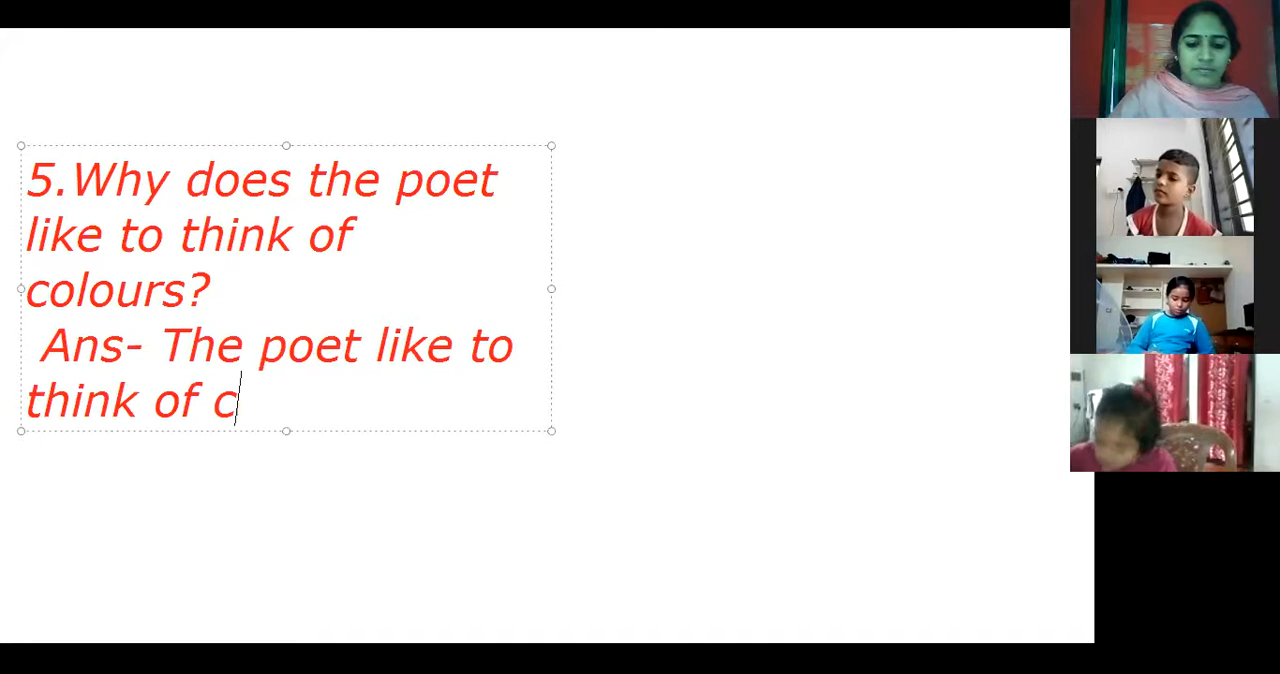 5.Why does the poet
like to think of
colours?
Ans- The poet like to
think of c